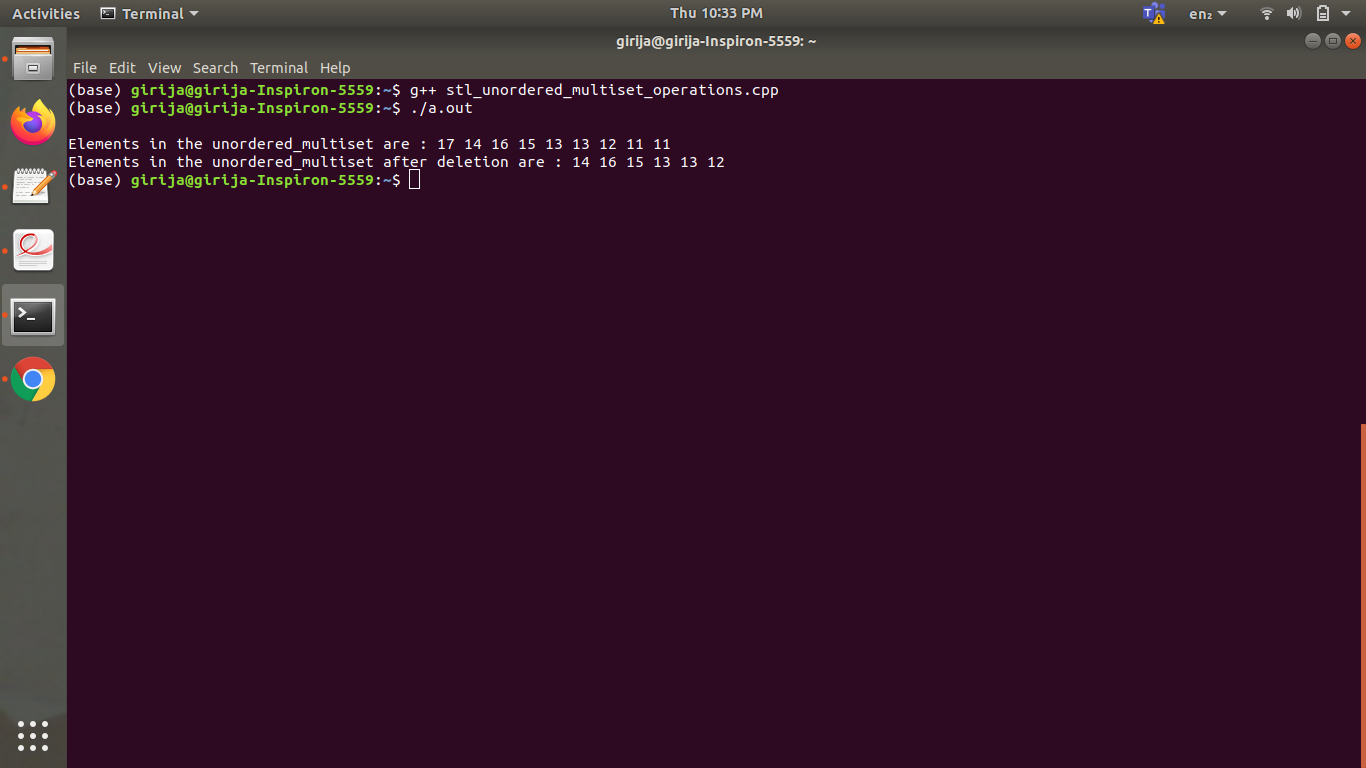 Activities Terminal Thu 10:33 PM en₂
girija@girija-Inspiron-5559: ~
File Edit View Search Terminal Help
(base) girija@girija-Inspiron-5559:~$ g++ stl_unordered_multiset_operations.cpp
(base) girija@girija-Inspiron-5559:~$ ./a.out
Elements in the unordered_multiset are : 17 14 16 15 13 13 12 11 11
Elements in the unordered_multiset after deletion are : 14 16 15 13 13 12
(base) girija@girija-Inspiron-5559:~$